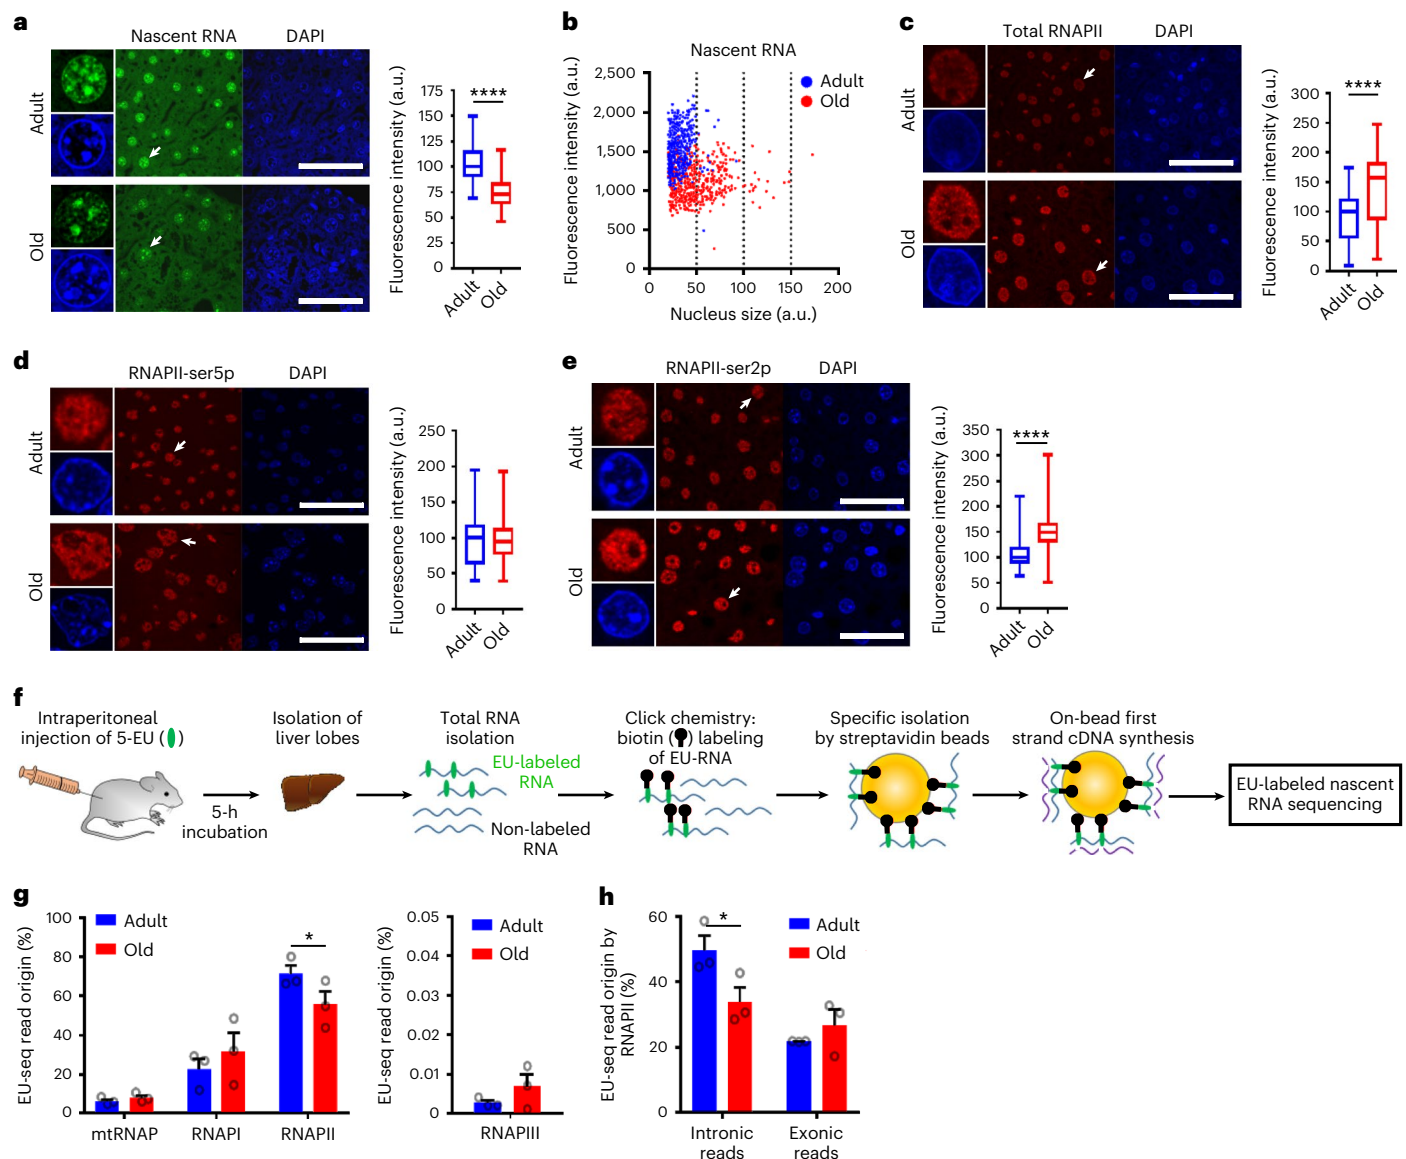 a
Nascent RNA
DAPI
Adult
Old
Fluorescence intensity (a.u.)
175
150
125
100
75
50
25
0
****
Adult
Old
b
Nascent RNA
Adult
Old
Fluorescence intensity (a.u.)
2,500
2,000
1,500
1,000
500
0
0
50
100
150
200
Nucleus size (a.u.)
c
Total RNAPII
DAPI
Adult
Old
Fluorescence intensity (a.u.)
300
250
200
150
100
50
0
****
Adult
Old
d
RNAPII-ser5p
DAPI
Adult
Old
Fluorescence intensity (a.u.)
250
200
150
100
50
0
Adult
Old
e
RNAPII-ser2p
DAPI
Adult
Old
Fluorescence intensity (a.u.)
350
300
250
200
150
100
50
0
****
Adult
Old
f
Intraperitoneal
injection of 5-EU ( )
5-h
incubation
Isolation of
liver lobes
Total RNA
isolation
EU-labeled
RNA
Non-labeled
RNA
Click chemistry:
biotin ( ) labeling
of EU-RNA
Specific isolation
by streptavidin beads
On-bead first
strand cDNA synthesis
EU-labeled nascent
RNA sequencing
g
EU-seq read origin (%)
100
80
60
40
20
0
Adult
Old
*
mtRNAP
RNAPI
RNAPII
EU-seq read origin (%)
0.05
0.04
0.03
0.02
0.01
0
Adult
Old
RNAPIII
h
EU-seq read origin by
RNAPII (%)
60
40
20
0
*
Adult
Old
Intronic
reads
Exonic
reads